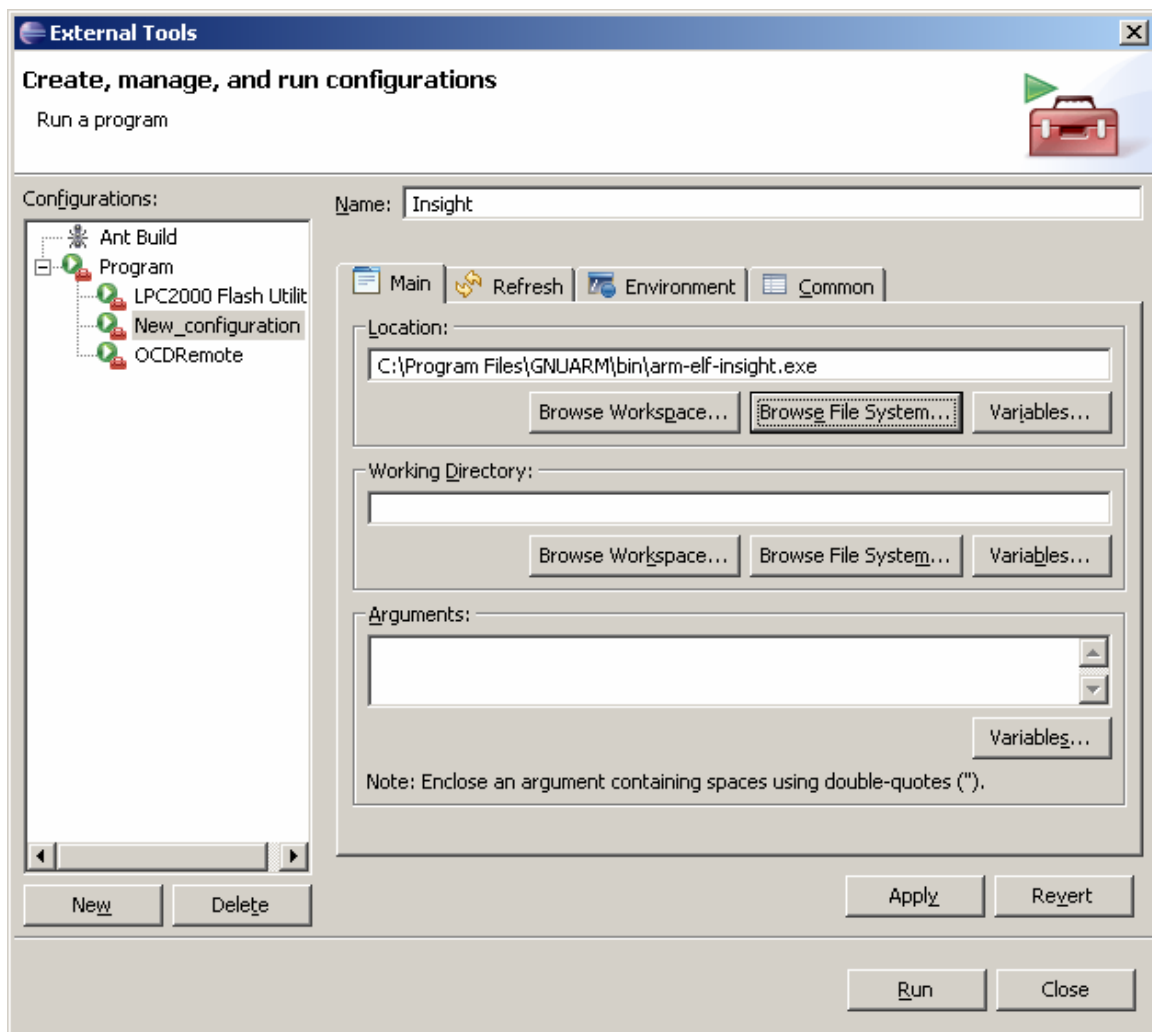 External Tools
Create, manage, and run configurations
Run a program
Configurations:
Ant Build
Program
LPC2000 Flash Utilit
New_configuration
OCDRemote
New Delete
Name: Insight
Main Refresh Environment Common
Location:
C:\Program Files\GNUARM\bin\arm-elf-insight.exe
Browse Workspace... Browse File System... Variables...
Working Directory:
Browse Workspace... Browse File System... Variables...
Arguments:
Variables...
Note: Enclose an argument containing spaces using double-quotes (").
Apply Revert
Run Close